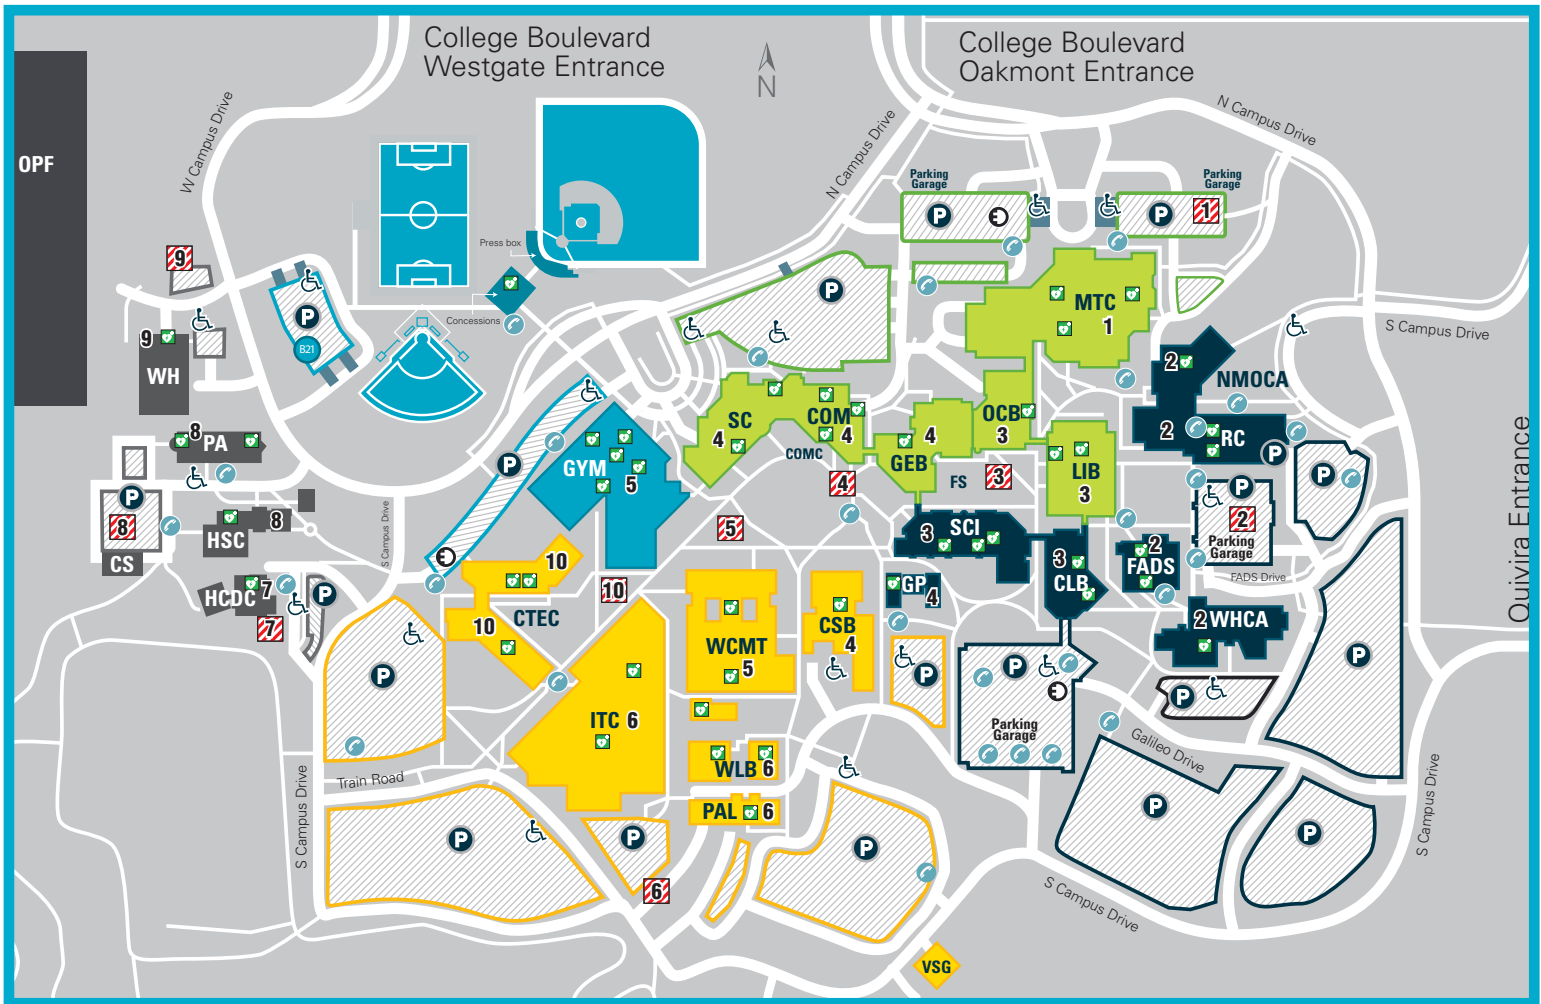 College Boulevard
Westgate Entrance
College Boulevard
Oakmont Entrance
N
N Campus Drive
N Campus Drive
W Campus Drive
OPF
Parking
Garage
Parking
Garage
P
P
1
Press box
Concessions
9
P
B21
P
MTC
1
S Campus Drive
9
WH
2
NMOCA
2
RC
P
SC
4
COM
4
COMC
OCB
3
4
GEB
LIB
3
FS
3
4
8
PA
P
GYM
5
P
8
CS
HSC
8
S Campus Drive
5
3
SCI
P
2
Parking
Garage
P
Quivira Entrance
HCDC
7
7
P
10
10
CTEC
10
3
CLB
2
FADS
FADS Drive
GP
4
CSB
4
WCMT
5
2
WHCA
P
P
P
P
P
Parking
Garage
ITC
6
Galileo Drive
WLB
6
PAL
6
Train Road
S Campus Drive
P
P
6
P
P
P
S Campus Drive
S Campus Drive
VSG